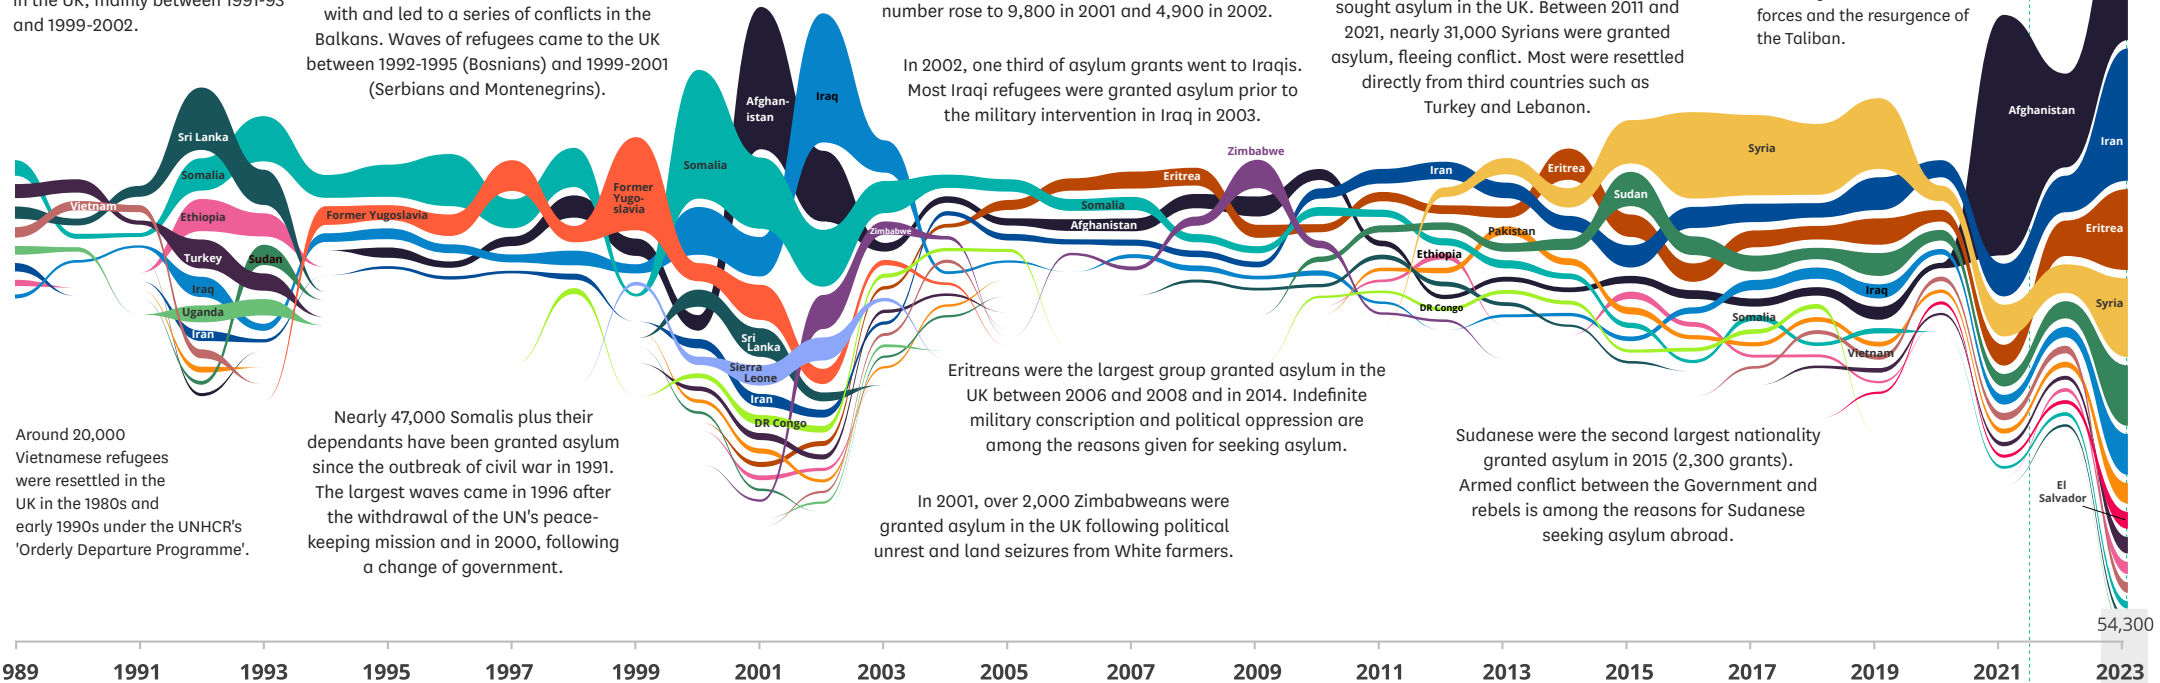 in the UK, mainly between 1991-93
and 1999-2002.
with and led to a series of conflicts in the
Balkans. Waves of refugees came to the UK
between 1992-1995 (Bosnians) and 1999-2001
(Serbians and Montenegrins).
number rose to 9,800 in 2001 and 4,900 in 2002.
In 2002, one third of asylum grants went to Iraqis.
Most Iraqi refugees were granted asylum prior to
the military intervention in Iraq in 2003.
sought asylum in the UK. Between 2011 and
2021, nearly 31,000 Syrians were granted
asylum, fleeing conflict. Most were resettled
directly from third countries such as
Turkey and Lebanon.
forces and the resurgence of
the Taliban.
Sri Lanka
Somalia
Vietnam
Ethiopia
Turkey
Sudan
Iraq
Uganda
Iran
Former Yugoslavia
Former
Yugo-
slavia
Somalia
Afghan-
istan
Iraq
Sri
Lanka
Sierra
Leone
Iran
DR Congo
Zimbabwe
Somalia
Afghanistan
Eritrea
Zimbabwe
Iran
Ethiopia
DR Congo
Pakistan
Eritrea
Sudan
Syria
Somalia
Iraq
Vietnam
Afghanistan
Iran
Eritrea
Syria
El
Salvador
Around 20,000
Vietnamese refugees
were resettled in the
UK in the 1980s and
early 1990s under the UNHCR's
'Orderly Departure Programme'.
Nearly 47,000 Somalis plus their
dependants have been granted asylum
since the outbreak of civil war in 1991.
The largest waves came in 1996 after
the withdrawal of the UN's peace-
keeping mission and in 2000, following
a change of government.
Eritreans were the largest group granted asylum in the
UK between 2006 and 2008 and in 2014. Indefinite
military conscription and political oppression are
among the reasons given for seeking asylum.
In 2001, over 2,000 Zimbabweans were
granted asylum in the UK following political
unrest and land seizures from White farmers.
Sudanese were the second largest nationality
granted asylum in 2015 (2,300 grants).
Armed conflict between the Government and
rebels is among the reasons for Sudanese
seeking asylum abroad.
54,300
989 1991 1993 1995 1997 1999 2001 2003 2005 2007 2009 2011 2013 2015 2017 2019 2021 2023